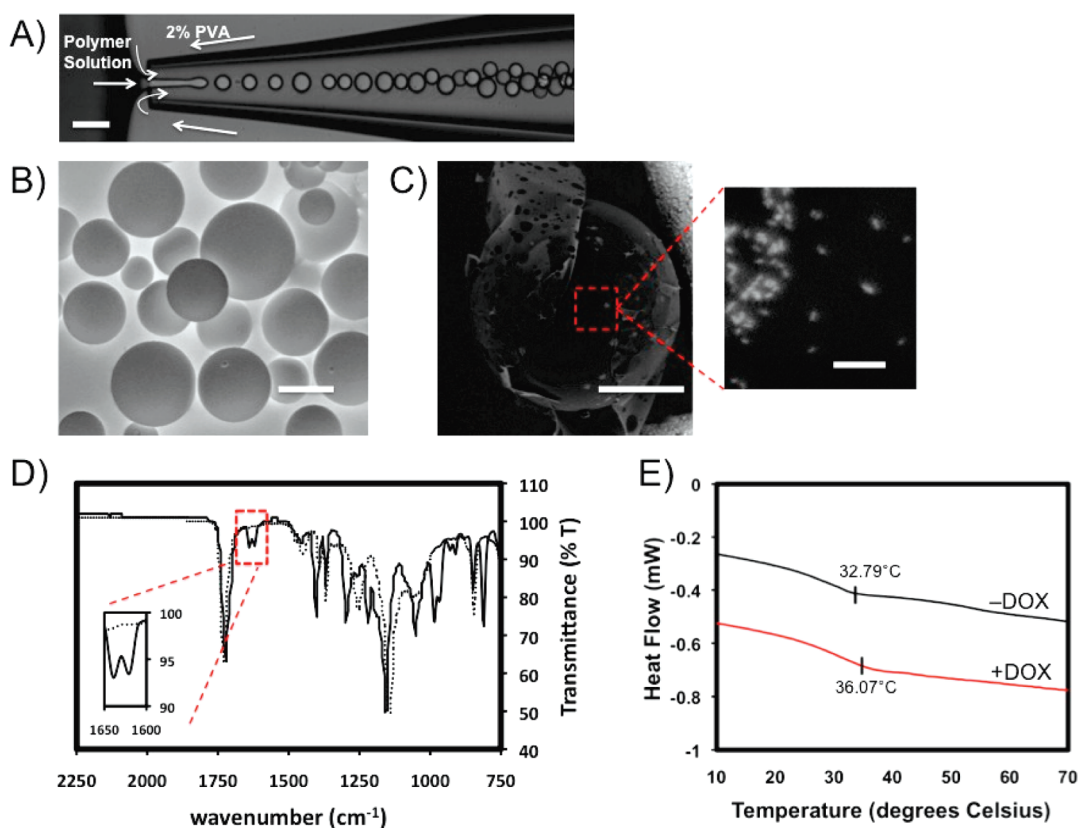 A)
Polymer
Solution
2% PVA
B)
C)
D)
110
100
90
80
70
60
50
40
Transmittance (% T)
100
95
90
1650 1600
2250 2000 1750 1500 1250 1000 750
wavenumber (cm-1)
E)
0
-0.2
-0.4
-0.6
-0.8
-1
Heat Flow (mW)
32.79°C
–DOX
36.07°C
+DOX
10 20 30 40 50 60 70
Temperature (degrees Celsius)